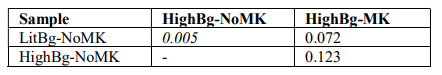 Sample HighBg-NoMK HighBg-MK
LitBg-NoMK 0.005 0.072
HighBg-NoMK - 0.123